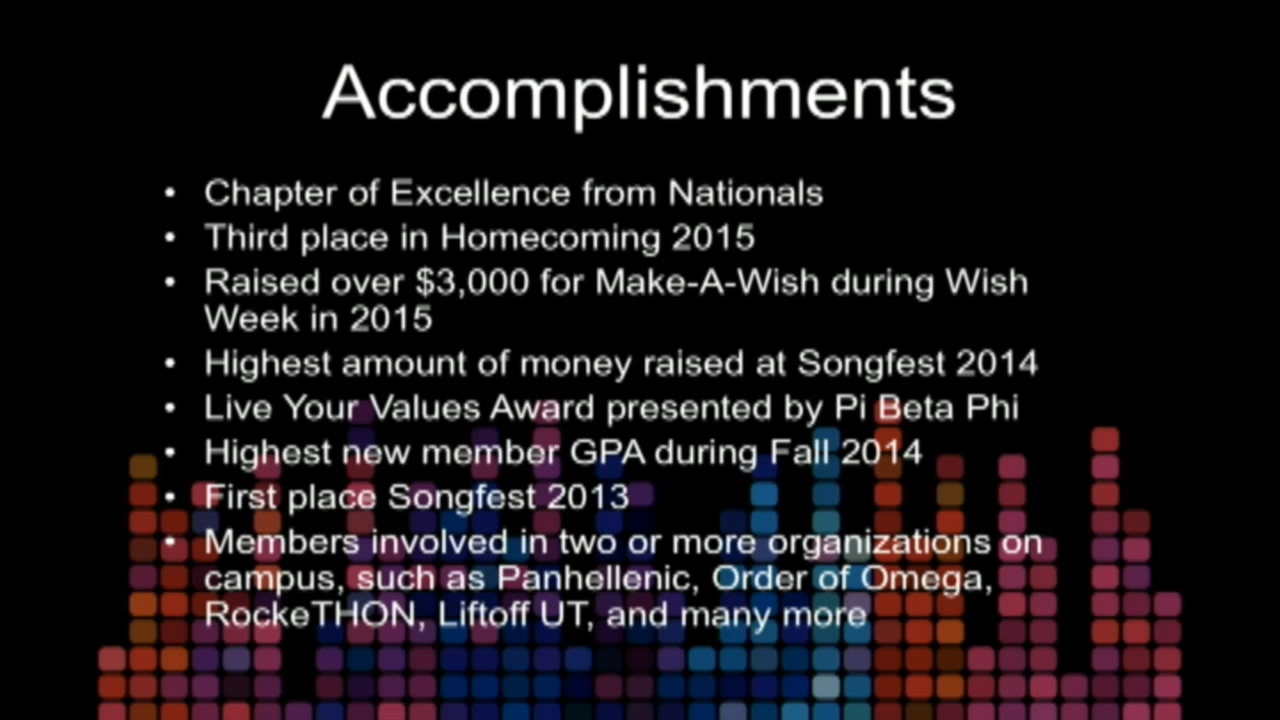 Accomplishments
• Chapter of Excellence from Nationals
• Third place in Homecoming 2015
• Raised over $3,000 for Make-A-Wish during Wish
Week in 2015
• Highest amount of money raised at Songfest 2014
• Live Your Values Award presented by Pi Beta Phi
• Highest new member GPA during Fall 2014
• First place Songfest 2013
• Members involved in two or more organizations on
campus, such as Panhellenic, Order of Omega,
RockeTHON, Liftoff UT, and many more